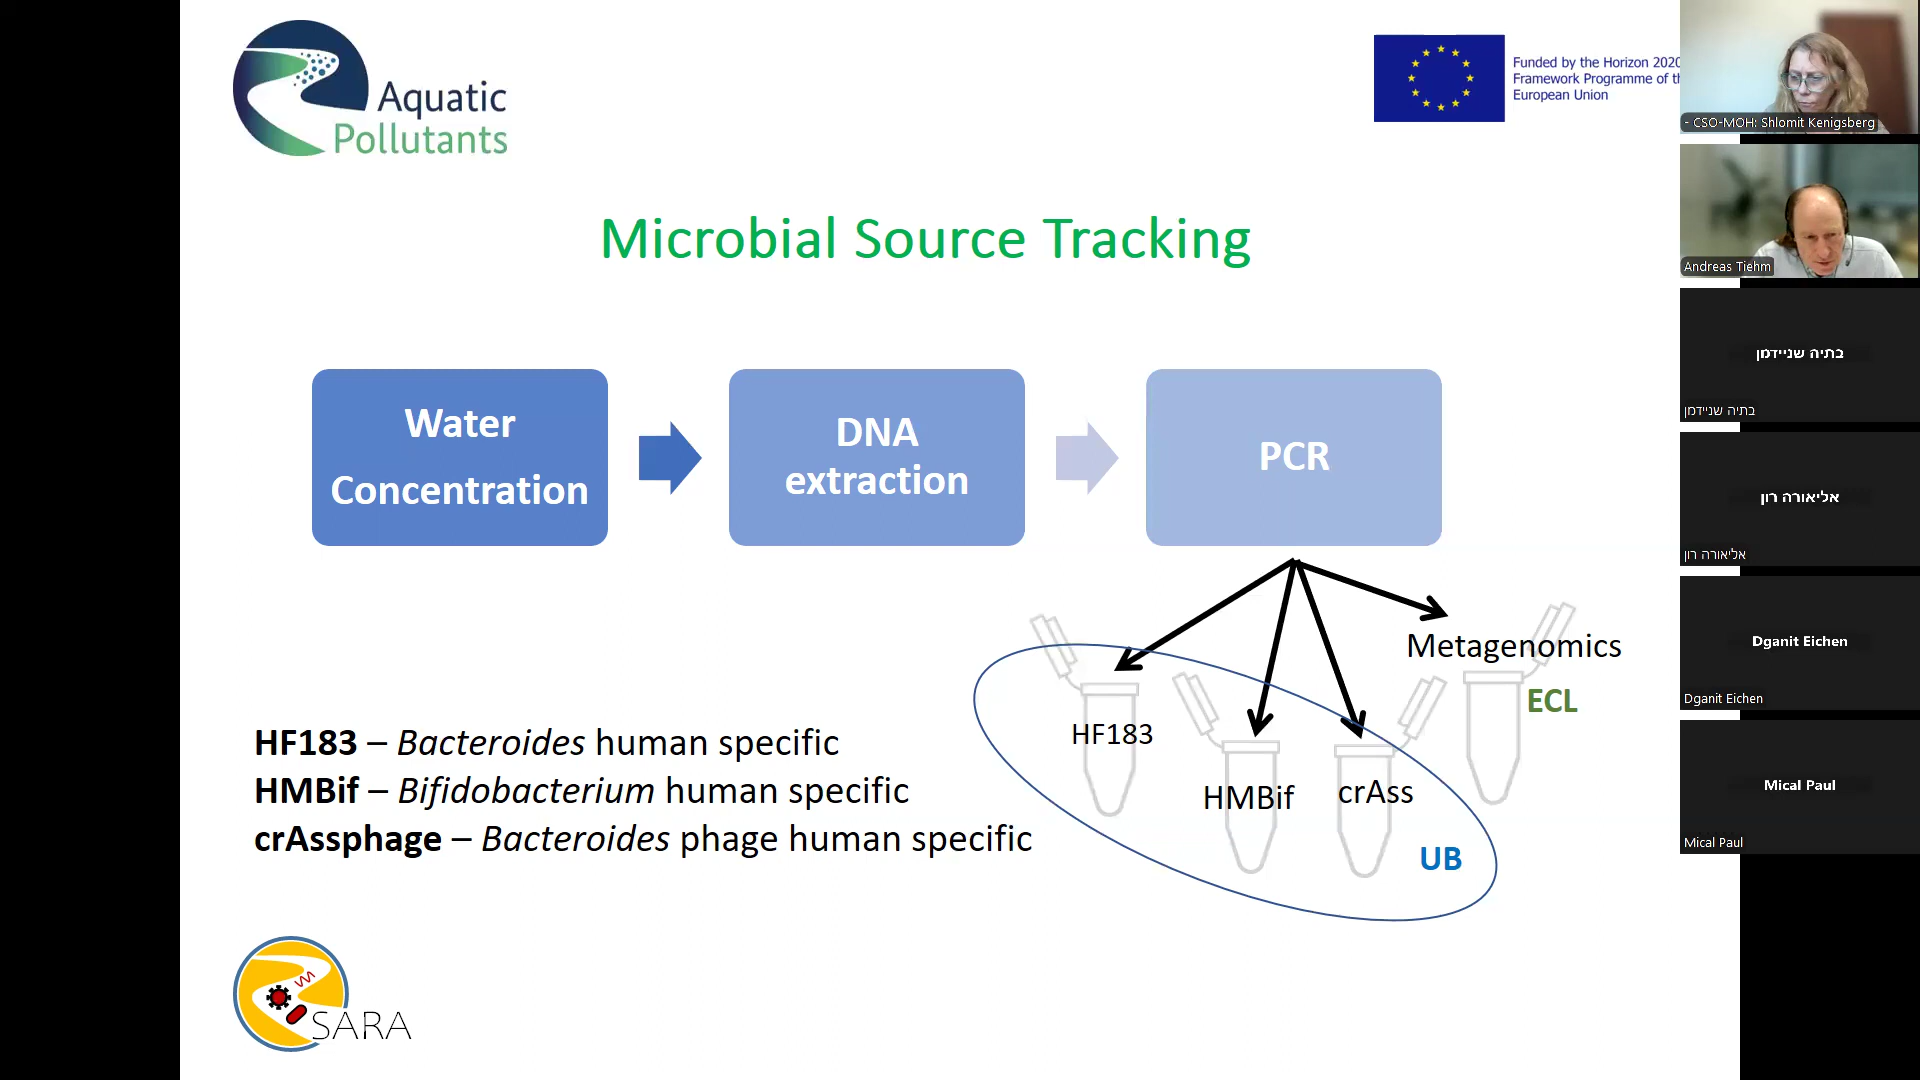 Aquatic
Pollutants
Funded by the Horizon 2020
Framework Programme of th
European Union
Microbial Source Tracking
Water
Concentration
DNA
extraction
PCR
Metagenomics
ECL
HF183
HMBif
crAss
UB
HF183 – Bacteroides human specific
HMBif – Bifidobacterium human specific
crAssphage – Bacteroides phage human specific
SARA
- CSO-MOH: Shlomit Kenigsberg
Andreas Tiehm
בתיה שניידמן
בתיה שניידמן
אליאורה רון
אליאורה רון
Dganit Eichen
Dganit Eichen
Mical Paul
Mical Paul